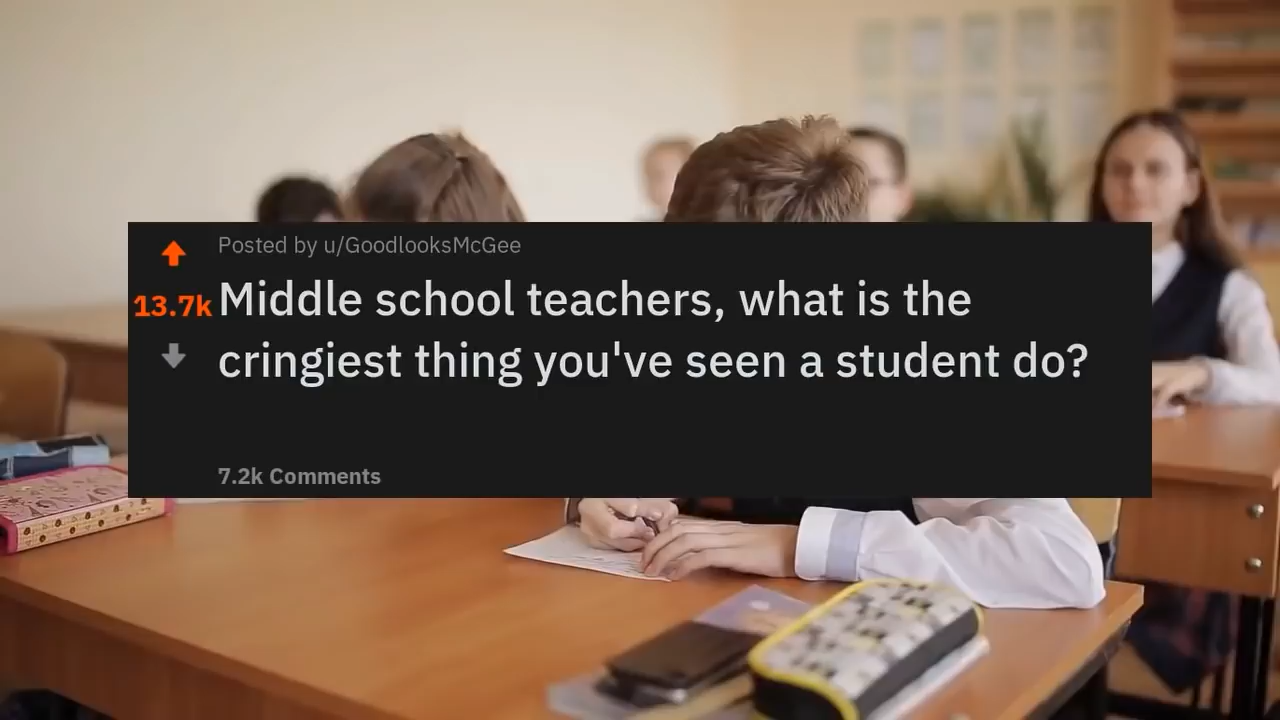 Posted by u/GoodlooksMcGee
13.7k
Middle school teachers, what is the
cringiest thing you've seen a student do?
7.2k Comments